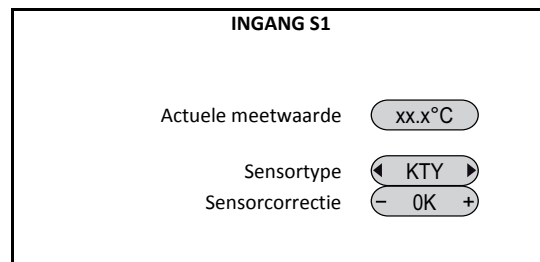 INGANG S1
Actuele meetwaarde xx.x°C
Sensortype ◀ KTY ▶
Sensorcorrectie − 0K +